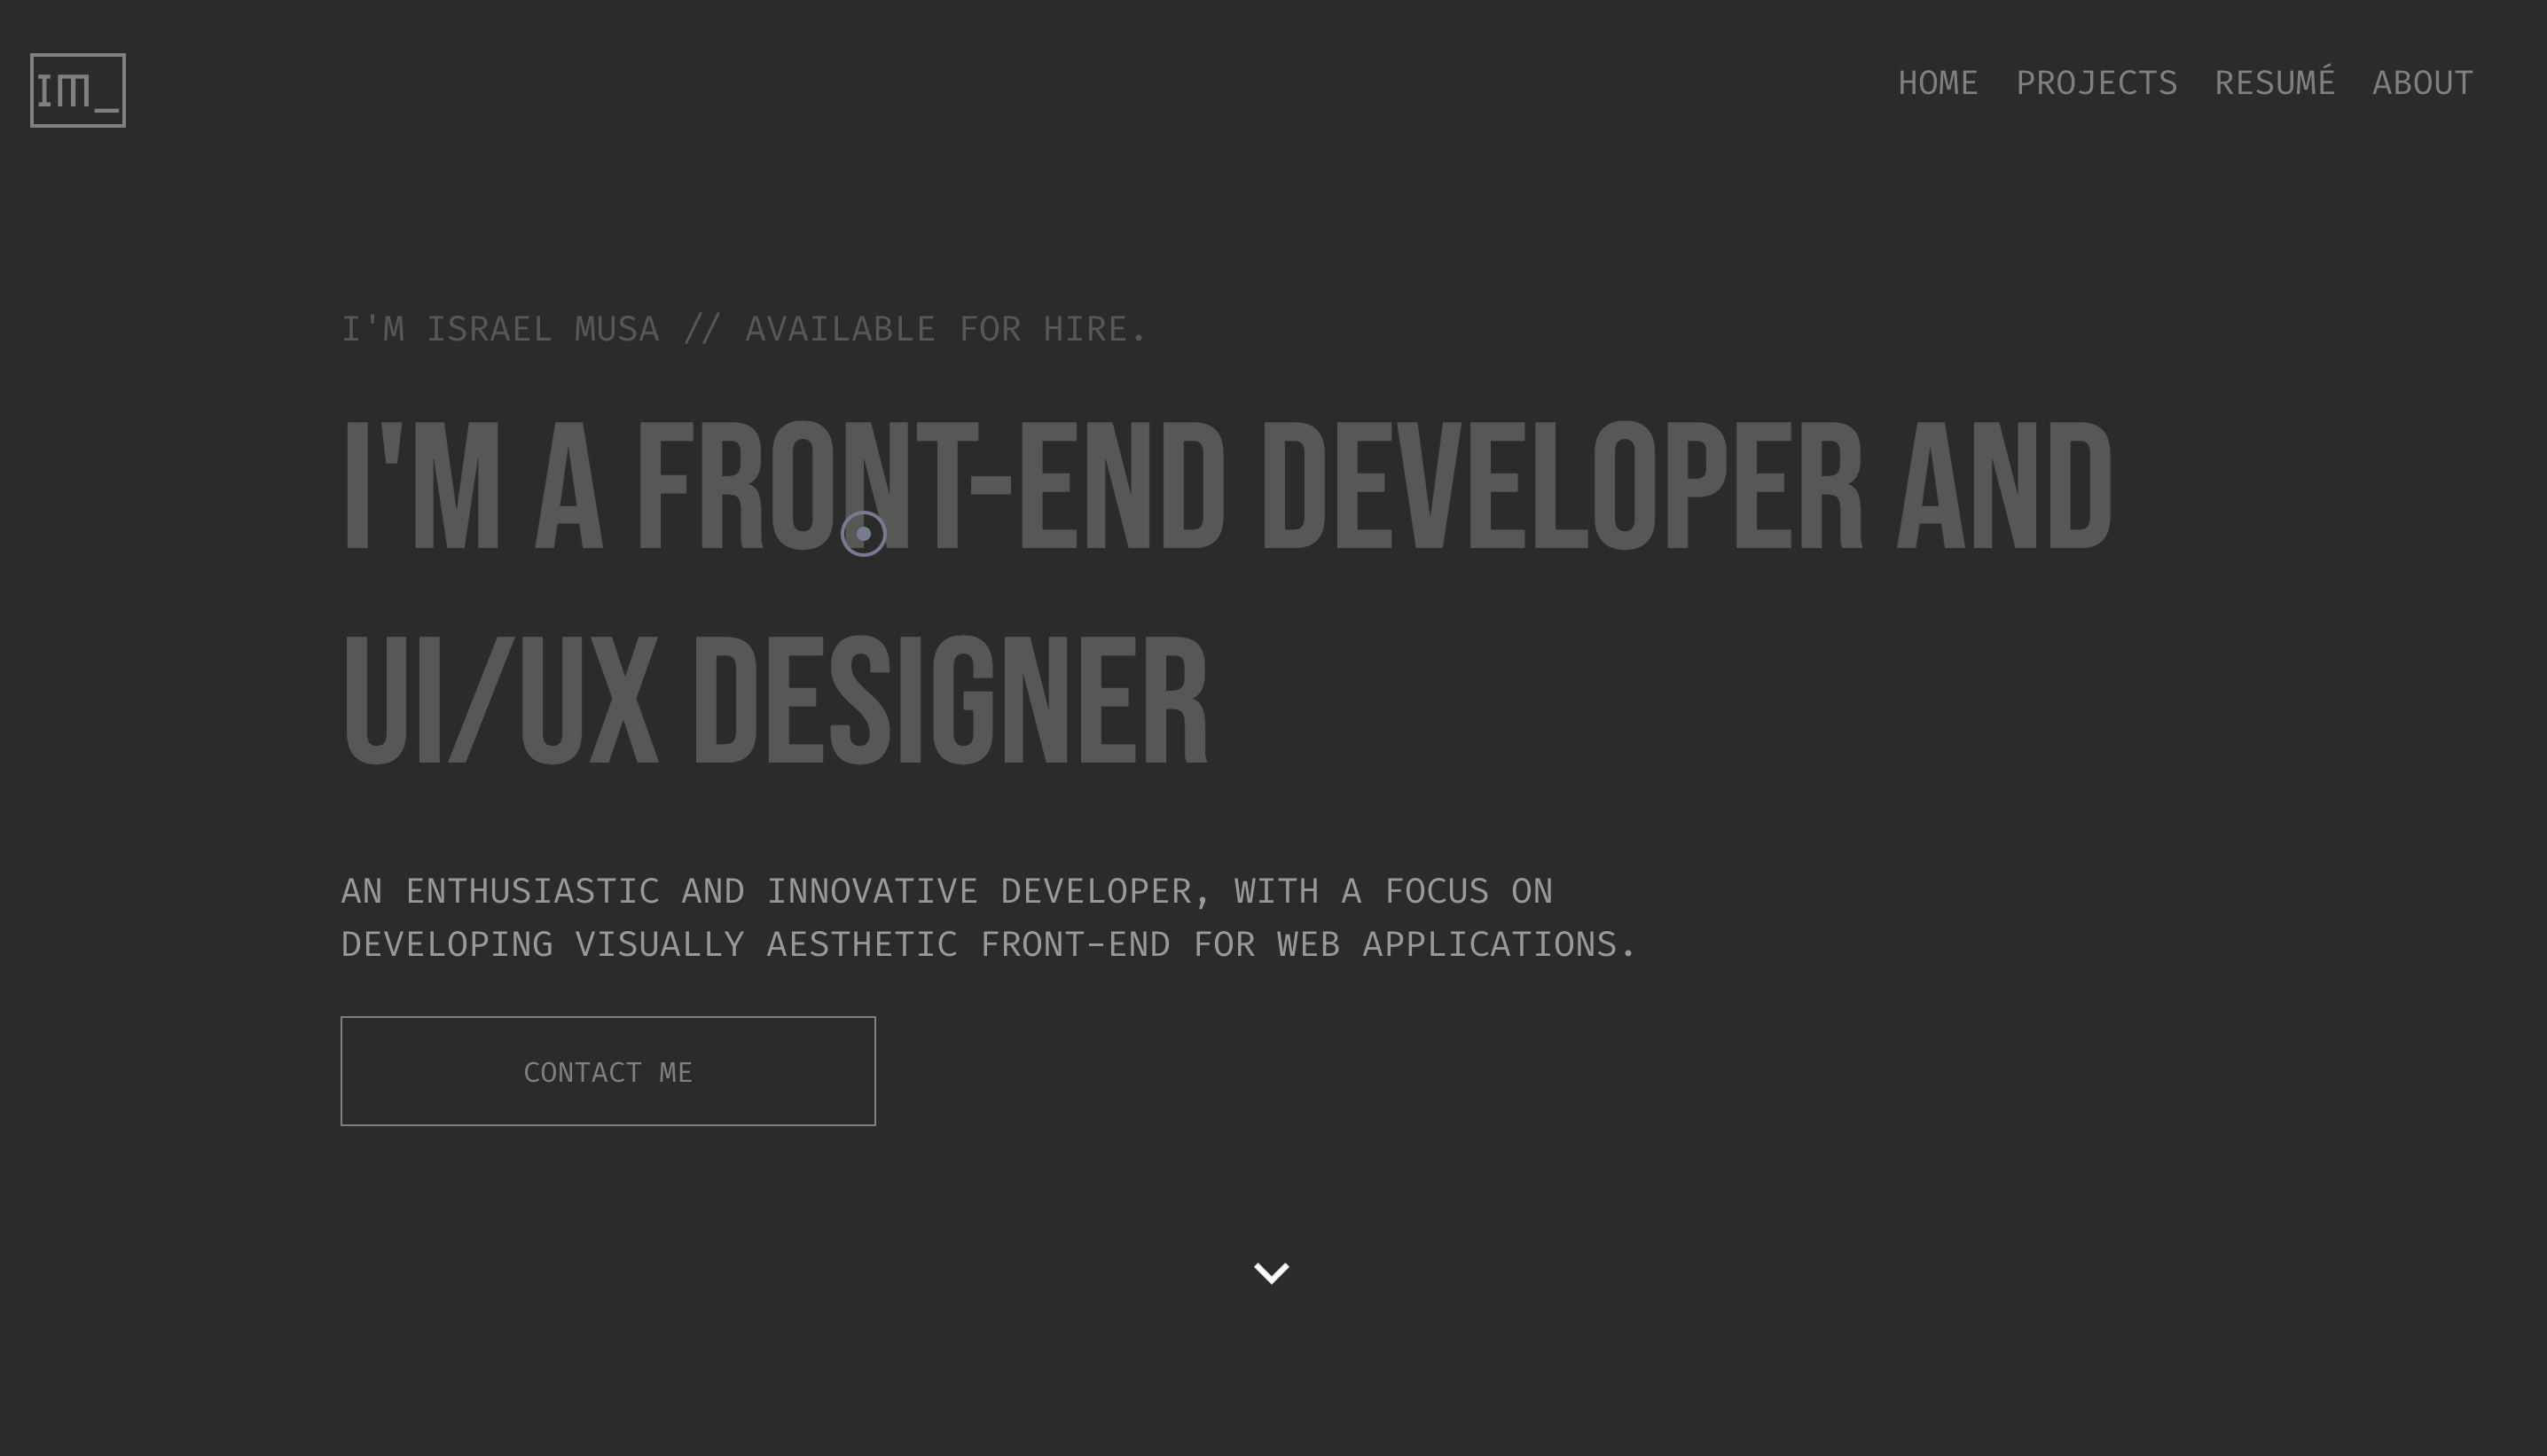 IM_
HOME PROJECTS RESUMÉ ABOUT
I'M ISRAEL MUSA // AVAILABLE FOR HIRE.
I'M A FRONT-END DEVELOPER AND
UI/UX DESIGNER
AN ENTHUSIASTIC AND INNOVATIVE DEVELOPER, WITH A FOCUS ON
DEVELOPING VISUALLY AESTHETIC FRONT-END FOR WEB APPLICATIONS.
CONTACT ME